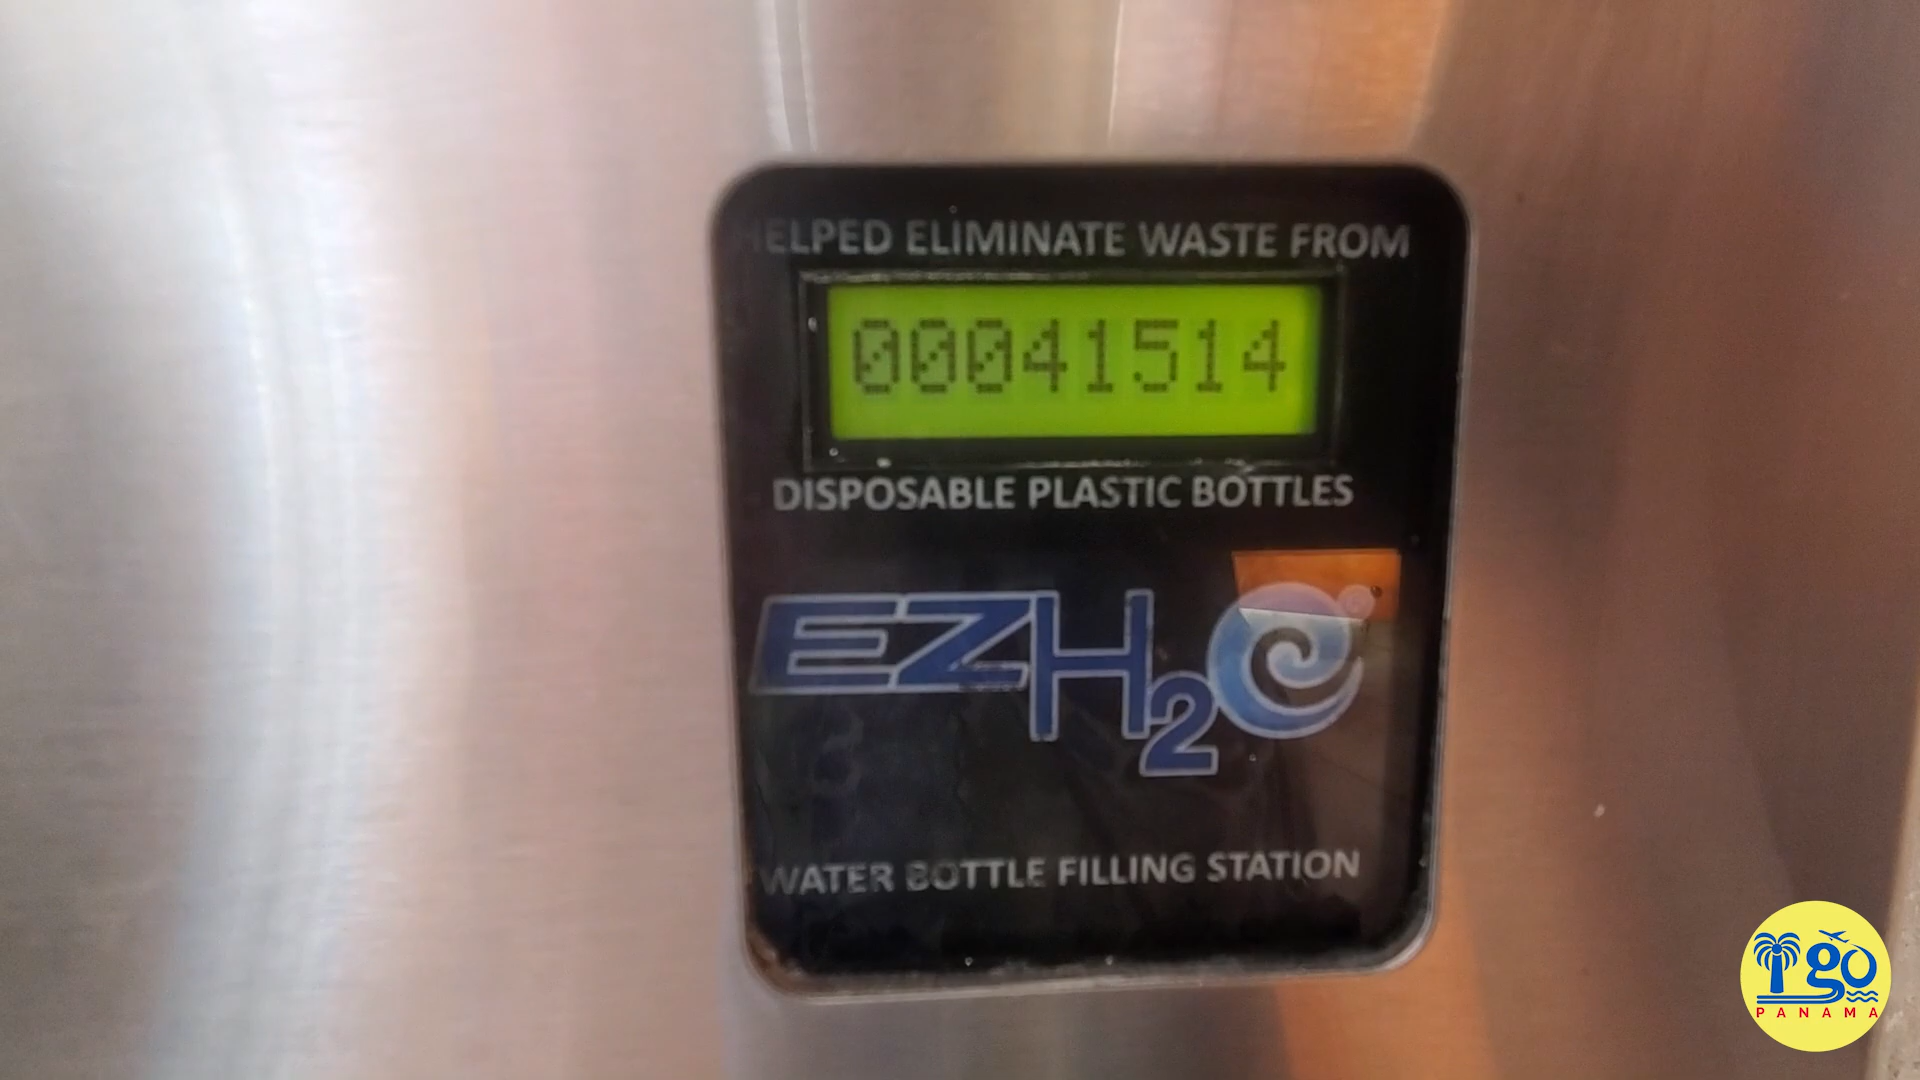 HELPED ELIMINATE WASTE FROM
00041514
DISPOSABLE PLASTIC BOTTLES
EZH2O
WATER BOTTLE FILLING STATION
go
PANAMA